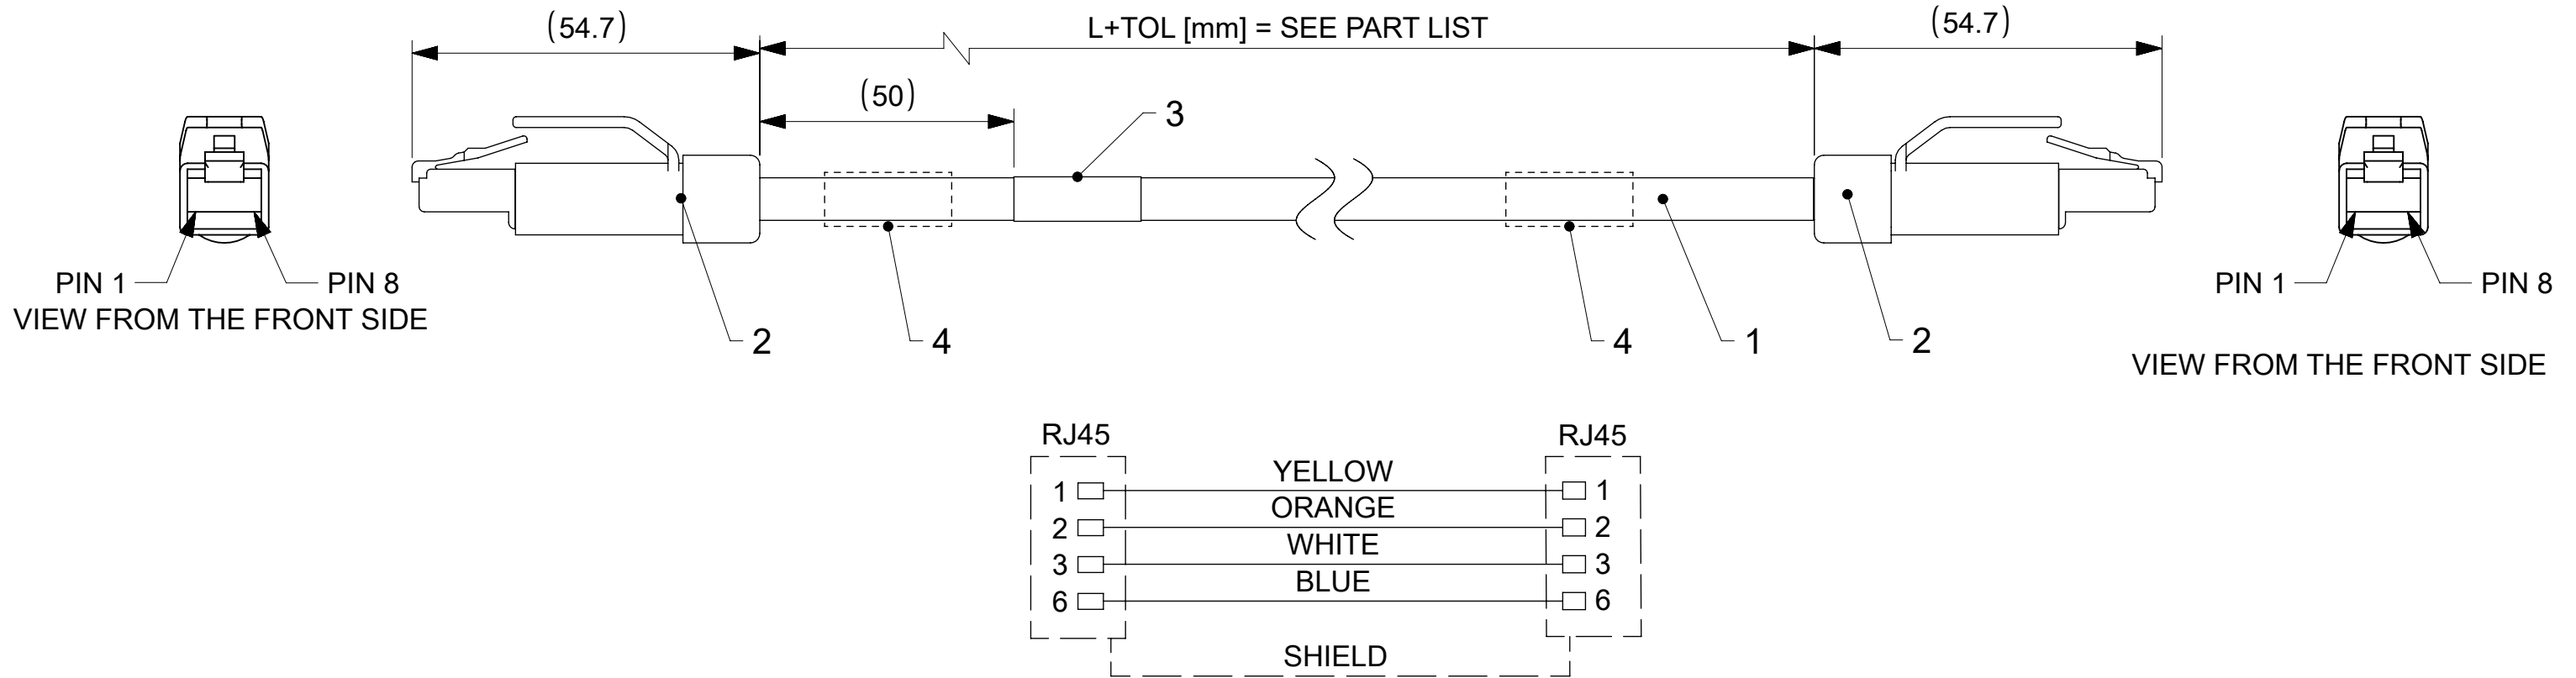 (54.7)
L+TOL [mm] = SEE PART LIST
(54.7)
(50)
3
PIN 1
PIN 8
VIEW FROM THE FRONT SIDE
2
4
4
1
2
PIN 1
PIN 8
VIEW FROM THE FRONT SIDE
RJ45
RJ45
1
YELLOW
1
2
ORANGE
2
3
WHITE
3
6
BLUE
6
SHIELD